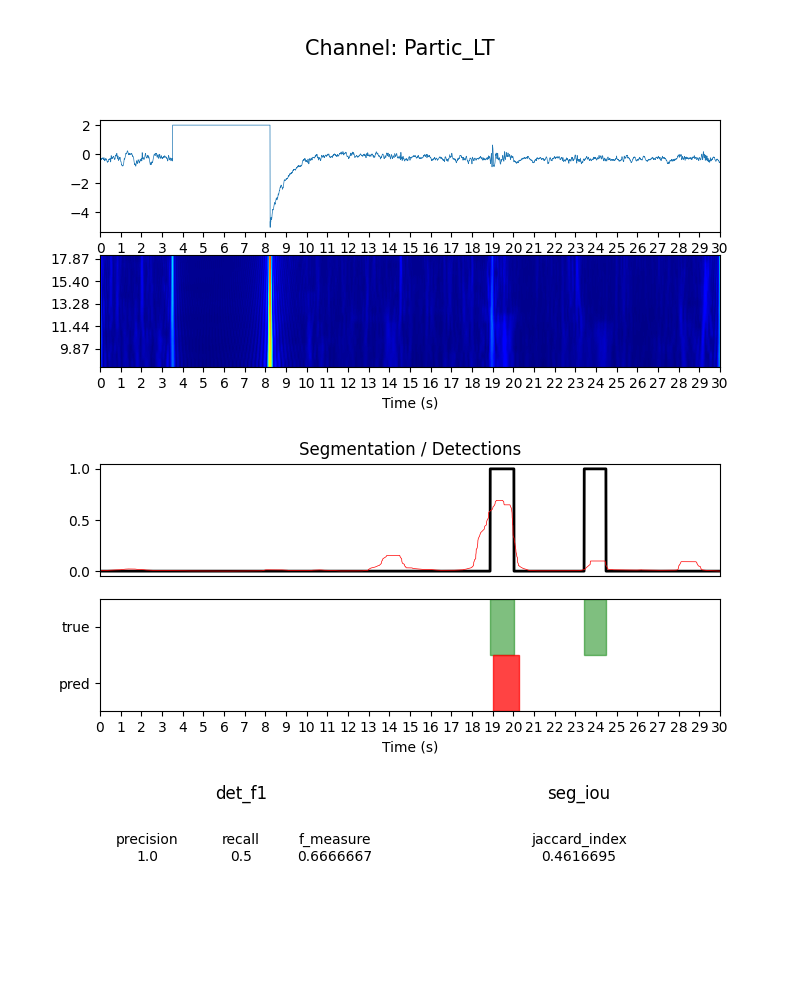 Channel: Partic_LT
2
0
−2
−4
0 1 2 3 4 5 6 7 8 9 10 11 12 13 14 15 16 17 18 19 20 21 22 23 24 25 26 27 28 29 30
17.87
15.40
13.28
11.44
9.87
0 1 2 3 4 5 6 7 8 9 10 11 12 13 14 15 16 17 18 19 20 21 22 23 24 25 26 27 28 29 30
Time (s)
Segmentation / Detections
1.0
0.5
0.0
true
pred
0 1 2 3 4 5 6 7 8 9 10 11 12 13 14 15 16 17 18 19 20 21 22 23 24 25 26 27 28 29 30
Time (s)
det_f1 seg_iou
precision recall f_measure jaccard_index
1.0 0.5 0.6666667 0.4616695